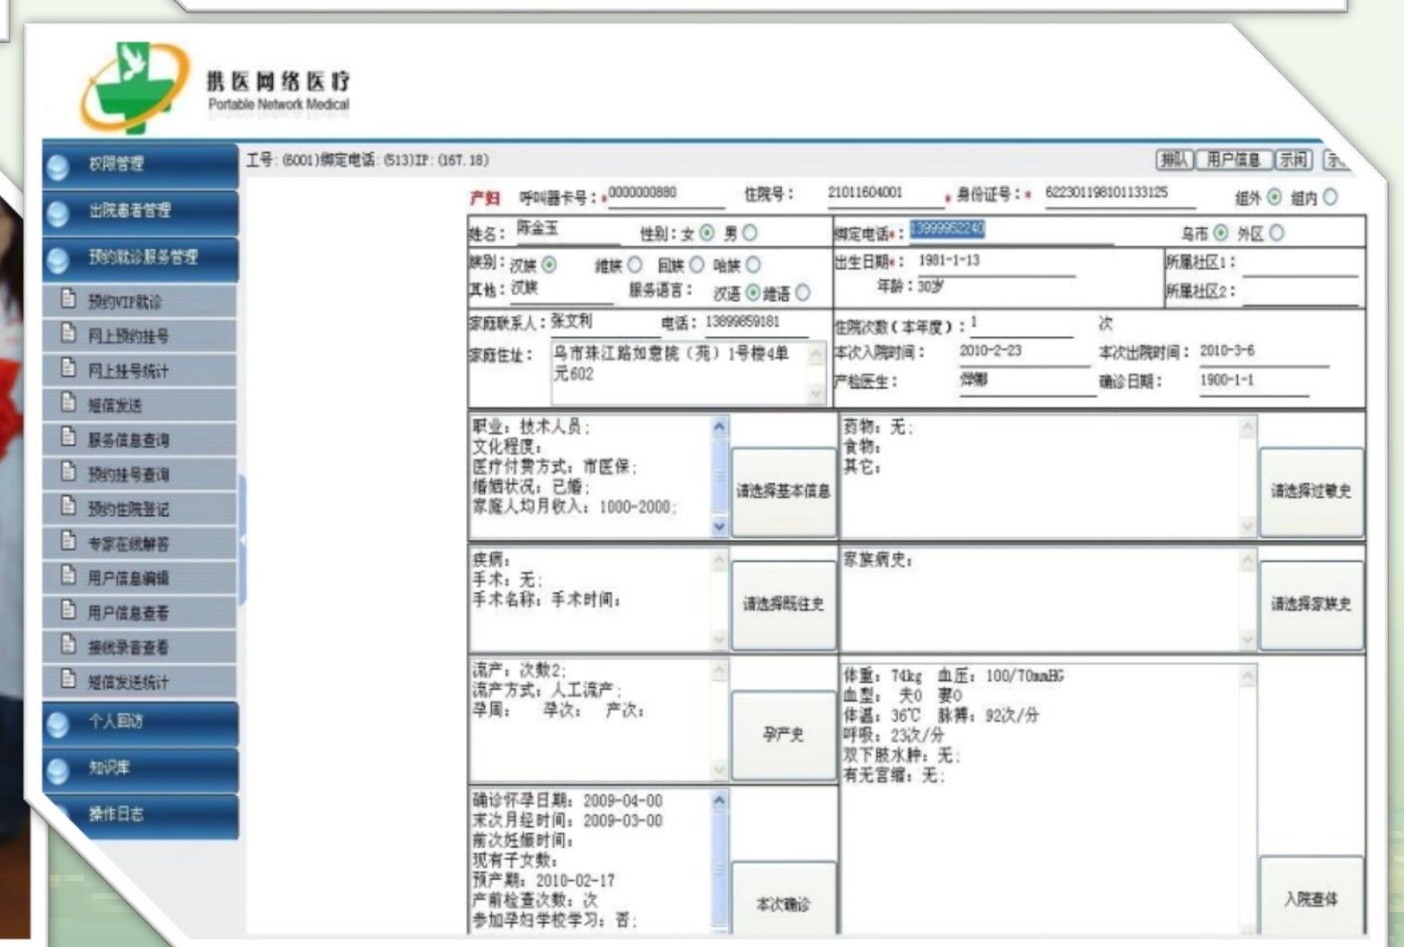 携医网络医疗
Portable Network Medical
权限管理
出院患者管理
预约就诊服务管理
预约VIP就诊
网上预约挂号
网上挂号统计
短信发送
服务信息查询
预约挂号查询
预约住院登记
专家在线解答
用户信息编辑
用户信息查看
接线录音查看
短信发送统计
个人回访
知识库
操作日志
工号:(6001)绑定电话:(513)IP:(167.18)
排队 用户信息 示闲
产妇 呼叫器卡号：*0000000880 住院号： 21011604001 *身份证号：* 622301198101133125 组外 组内
姓名： 陈金玉 性别：女 男 绑定电话*： 13999952240 乌市 外区
族别：汉族 维族 回族 哈族 出生日期*： 1981-1-13 所属社区1：
其他：汉族 服务语言： 汉语 维语 年龄：30岁 所属社区2：
家庭联系人：张文利 电话： 13899859181 住院次数(本年度)：1 次
家庭住址： 乌市珠江路如意院（苑）1号楼4单元602
本次入院时间： 2010-2-23 本次出院时间： 2010-3-6
产检医生： 确诊日期： 1900-1-1
职业：技术人员;
文化程度：
医疗付费方式：市医保;
婚姻状况：已婚;
家庭人均月收入：1000-2000;
请选择基本信息
药物：无;
食物：
其它：
请选择过敏史
疾病：
手术：无;
手术名称：手术时间：
请选择既往史
家族病史：
请选择家族史
流产：次数2;
流产方式：人工流产;
孕周： 孕次： 产次：
孕产史
体重：74kg 血压：100/70mmHG
血型： 夫O 妻O
体温：36℃ 脉搏：92次/分
呼吸：23次/分
双下肢水肿：无;
有无宫缩：无;
入院查体
确诊怀孕日期：2009-04-00
末次月经时间：2009-03-00
前次妊娠时间：
现有子女数：
预产期：2010-02-17
产前检查次数：次
参加孕妇学校学习：否;
本次确诊